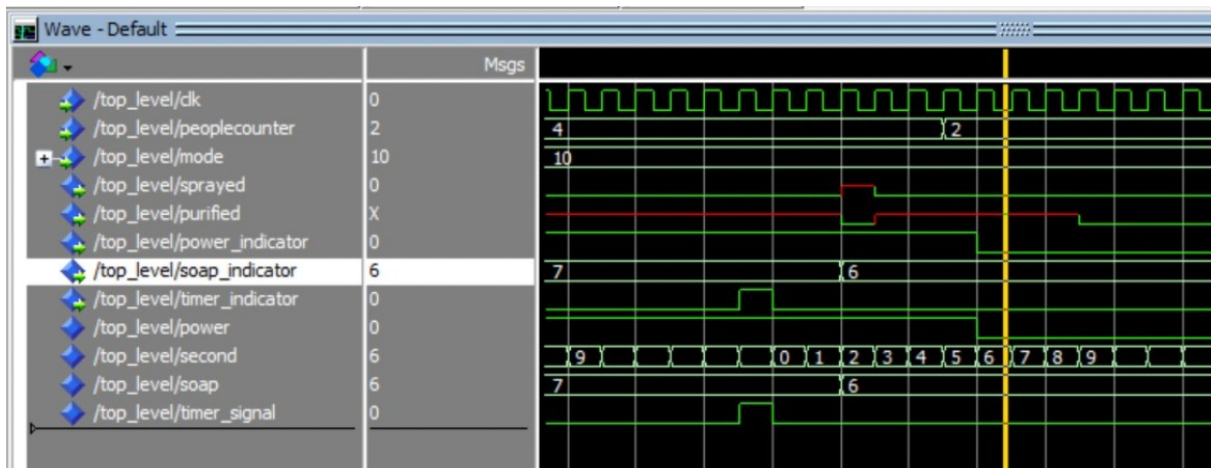 Wave - Default
Msgs
/top_level/clk 0
/top_level/peoplecounter 2 4 2
/top_level/mode 10 10
/top_level/sprayed 0
/top_level/purified X
/top_level/power_indicator 0
/top_level/soap_indicator 6 7 6
/top_level/timer_indicator 0
/top_level/power 0
/top_level/second 6 9 0 1 2 3 4 5 6 7 8 9
/top_level/soap 6 7 6
/top_level/timer_signal 0